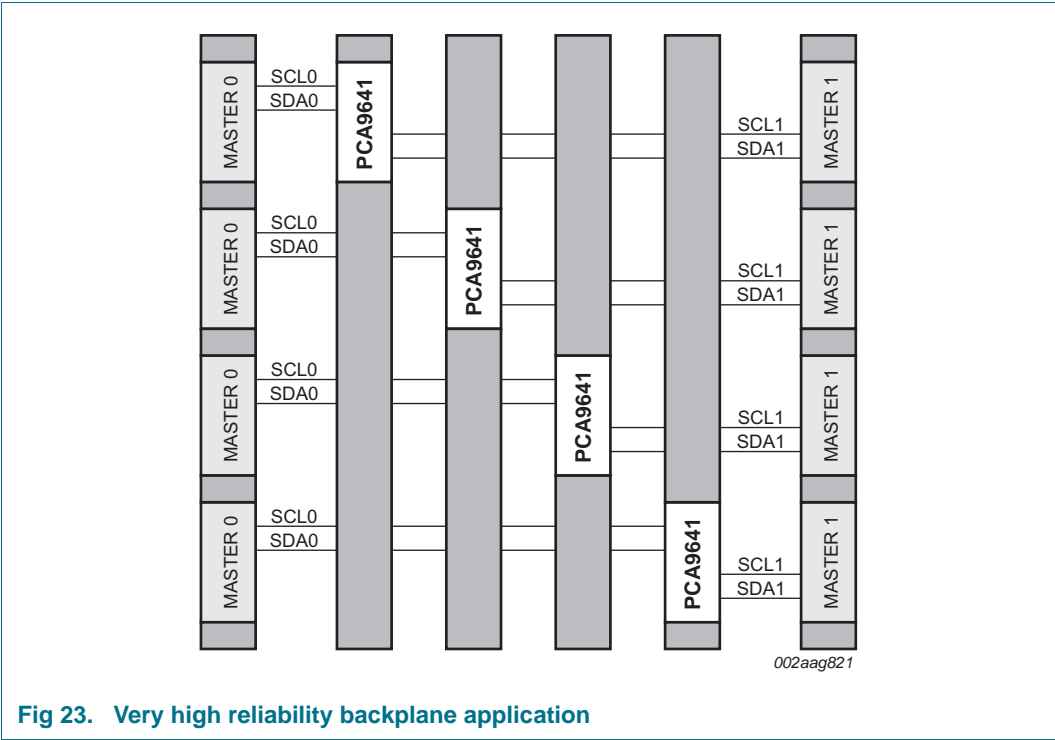 MASTER 0
SCL0
SDA0
PCA9641
SCL1
SDA1
MASTER 1
MASTER 0
SCL0
SDA0
PCA9641
SCL1
SDA1
MASTER 1
MASTER 0
SCL0
SDA0
PCA9641
SCL1
SDA1
MASTER 1
MASTER 0
SCL0
SDA0
PCA9641
SCL1
SDA1
MASTER 1
002aag821
Fig 23. Very high reliability backplane application